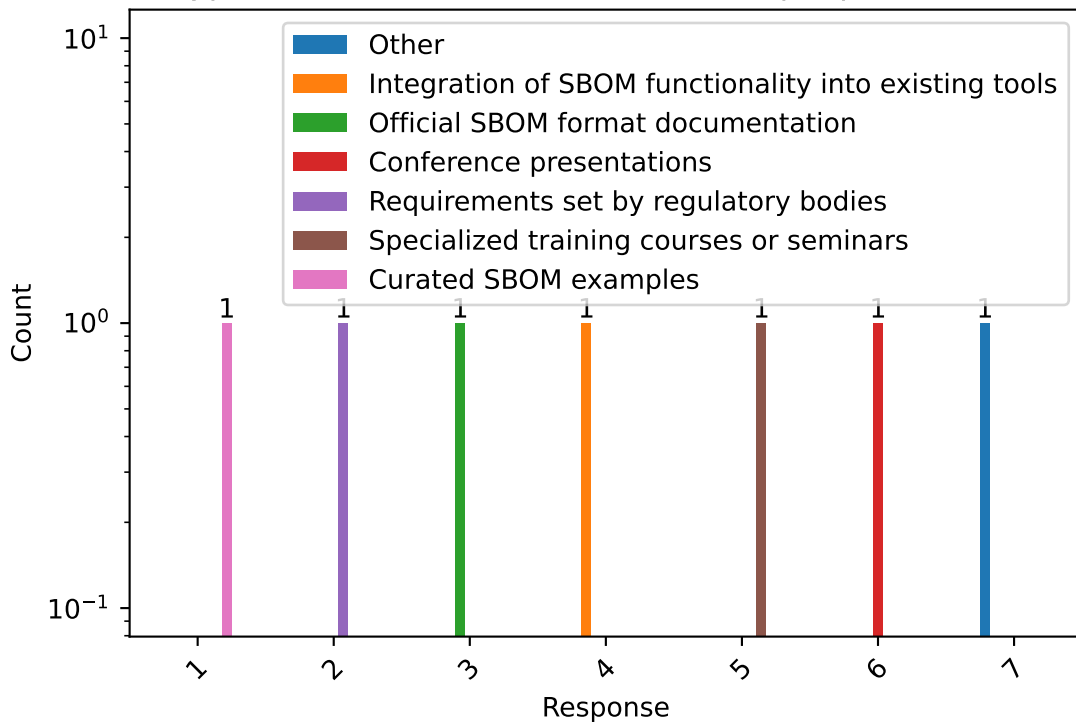 10¹
Other
Integration of SBOM functionality into existing tools
Official SBOM format documentation
Conference presentations
Requirements set by regulatory bodies
Specialized training courses or seminars
Curated SBOM examples
1 1 1 1 1 1 1
10⁰
Count
10⁻¹
1 2 3 4 5 6 7
Response